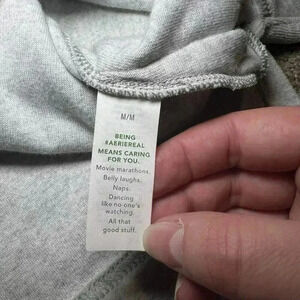 M/M
BEING
#AERIEREAL
MEANS CARING
FOR YOU.
Movie marathons.
Belly laughs.
Naps.
Dancing
like no one's
watching.
All that
good stuff.